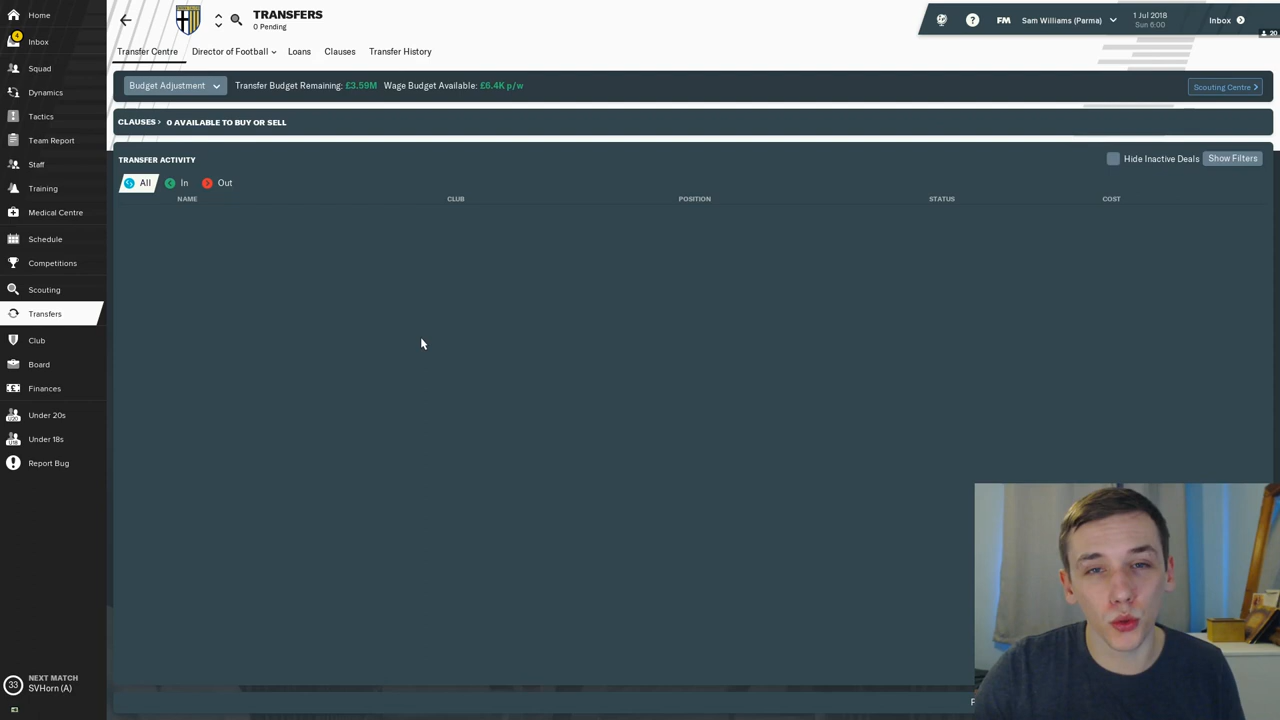 Home
4
Inbox
Squad
Dynamics
Tactics
Team Report
Staff
Training
Medical Centre
Schedule
Competitions
Scouting
Transfers
Club
Board
Finances
Under 20s
Under 18s
Report Bug
33
NEXT MATCH
SVHorn (A)
TRANSFERS
0 Pending
FM
Sam Williams (Parma)
1 Jul 2018
Sun 6:00
Inbox
20
Transfer Centre
Director of Football
Loans
Clauses
Transfer History
Budget Adjustment
Transfer Budget Remaining: £3.59M
Wage Budget Available: £6.4K p/w
Scouting Centre >
CLAUSES > 0 AVAILABLE TO BUY OR SELL
TRANSFER ACTIVITY
Hide Inactive Deals
Show Filters
All
In
Out
NAME
CLUB
POSITION
STATUS
COST